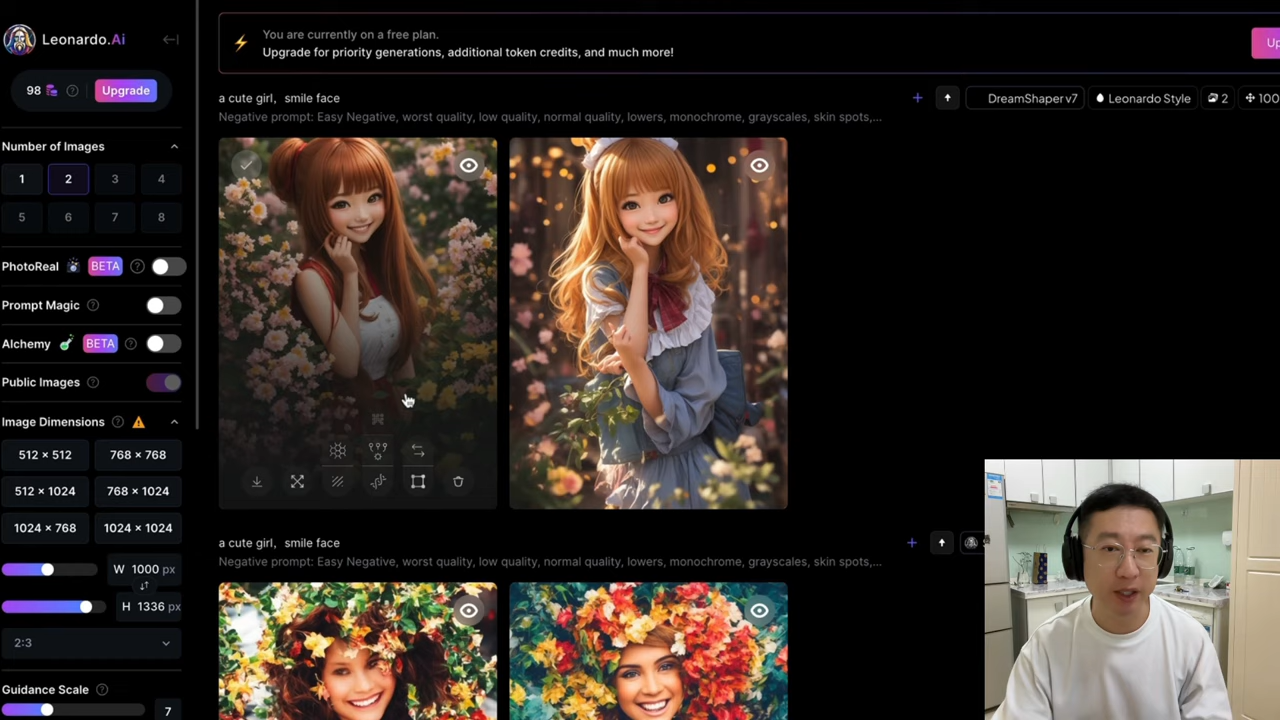 Leonardo.Ai
98
Upgrade
Number of Images
1
2
3
4
5
6
7
8
PhotoReal BETA
Prompt Magic
Alchemy BETA
Public Images
Image Dimensions
512 × 512
768 × 768
512 × 1024
768 × 1024
1024 × 768
1024 × 1024
W 1000 px
H 1336 px
2:3
Guidance Scale
7
You are currently on a free plan.
Upgrade for priority generations, additional token credits, and much more!
Up
a cute girl，smile face
DreamShaper v7
Leonardo Style
2
100
Negative prompt: Easy Negative, worst quality, low quality, normal quality, lowers, monochrome, grayscales, skin spots,...
a cute girl，smile face
Negative prompt: Easy Negative, worst quality, low quality, normal quality, lowers, monochrome, grayscales, skin spots,...